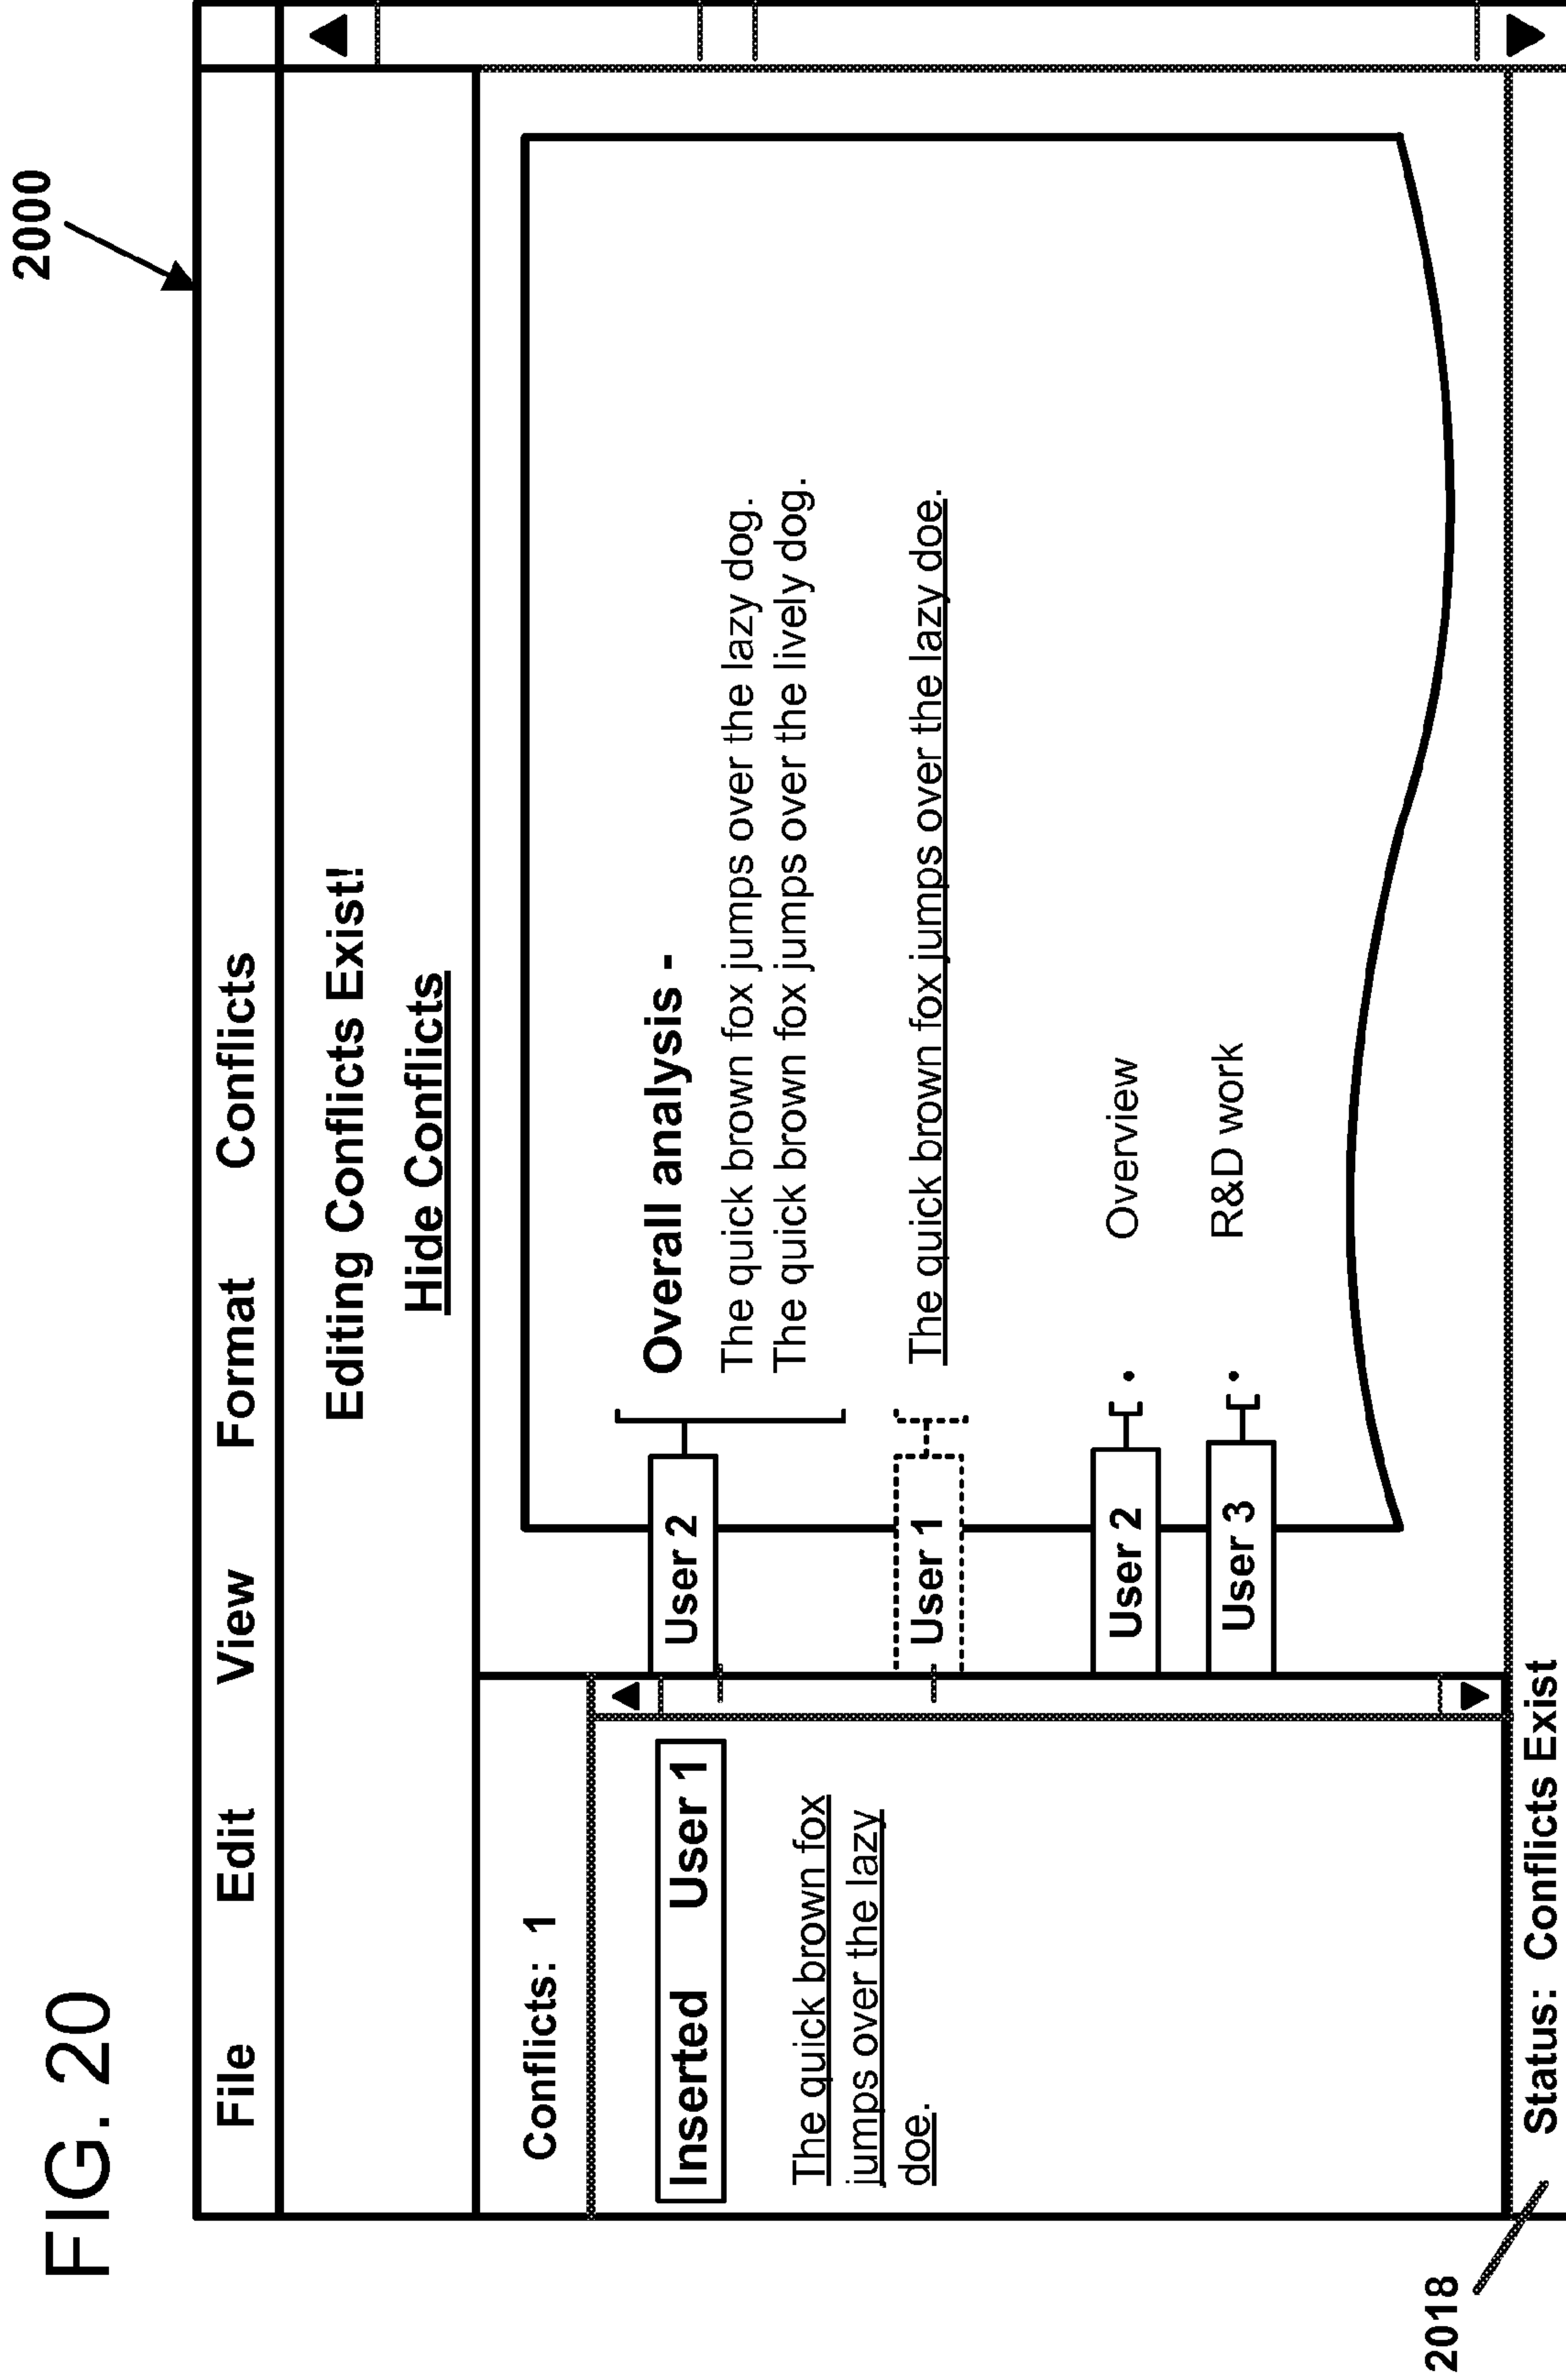 FIG. 20
2000
File Edit View Format Conflicts
Editing Conflicts Exist!
Hide Conflicts
Conflicts: 1
Inserted User 1
The quick brown fox
jumps over the lazy
doe.
User 2
Overall analysis -
The quick brown fox jumps over the lazy dog.
The quick brown fox jumps over the lively dog.
User 1
The quick brown fox jumps over the lazy doe.
User 2
• Overview
User 3
• R&D work
Status: Conflicts Exist
2018